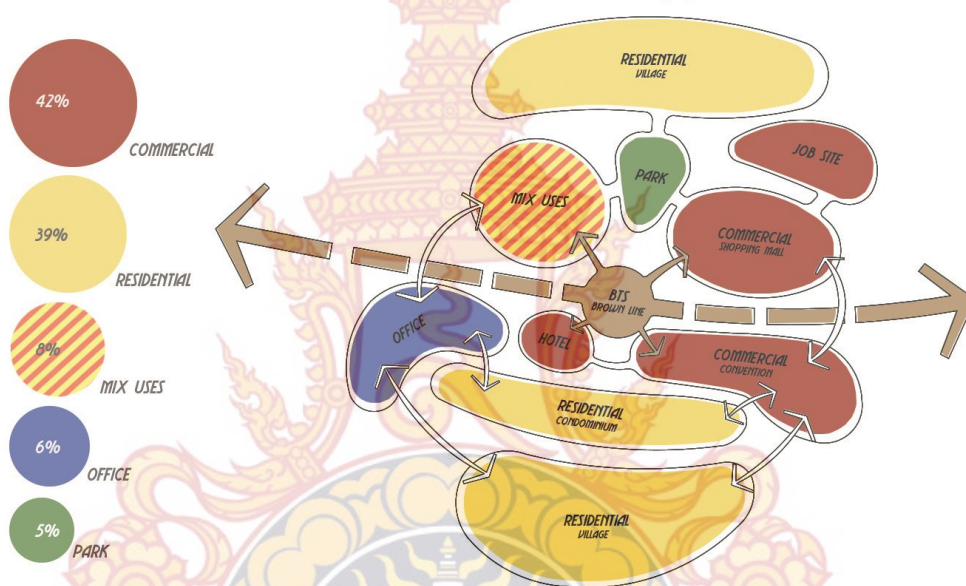 42%
COMMERCIAL
39%
RESIDENTIAL
8%
MIX USES
6%
OFFICE
5%
PARK
RESIDENTIAL
VILLAGE
PARK
JOB SITE
MIX USES
COMMERCIAL
SHOPPING MALL
BTS
BROWN LINE
OFFICE
HOTEL
COMMERCIAL
CONVENTION
RESIDENTIAL
CONDOMINIUM
RESIDENTIAL
VILLAGE